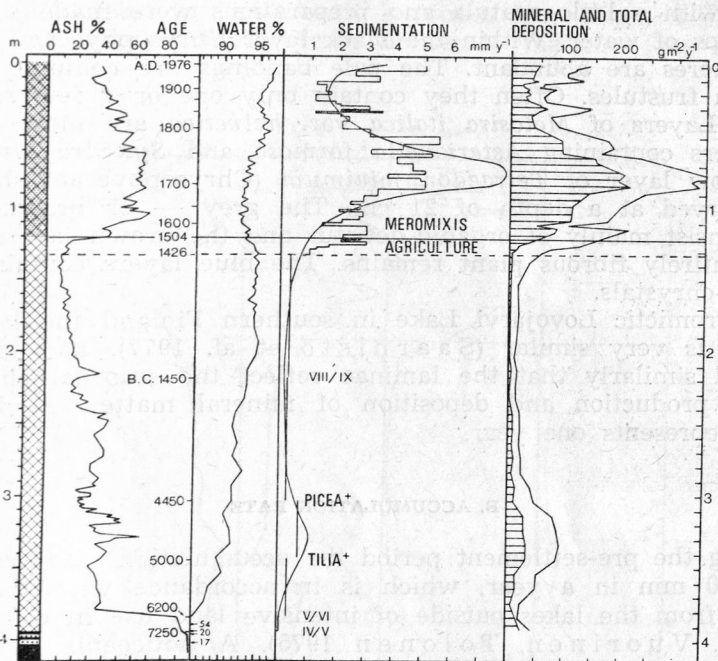 ASH % AGE WATER % SEDIMENTATION MINERAL AND TOTAL DEPOSITION
m. 0 20 40 60 80 90 95 1 2 3 4 5 6 mm yr⁻¹ 100 200 g m⁻²yr⁻¹
0 A.D. 1976 0
1900
1800
1700
1 1
1600
1504 MEROMIXIS
AGRICULTURE
1426
2 2
B.C. 1450 VIII/IX
3 3
4450 PICEA⁺
5000 TILIA⁺
6200 V/VI
24
20
7250 17 IV/V
4 4